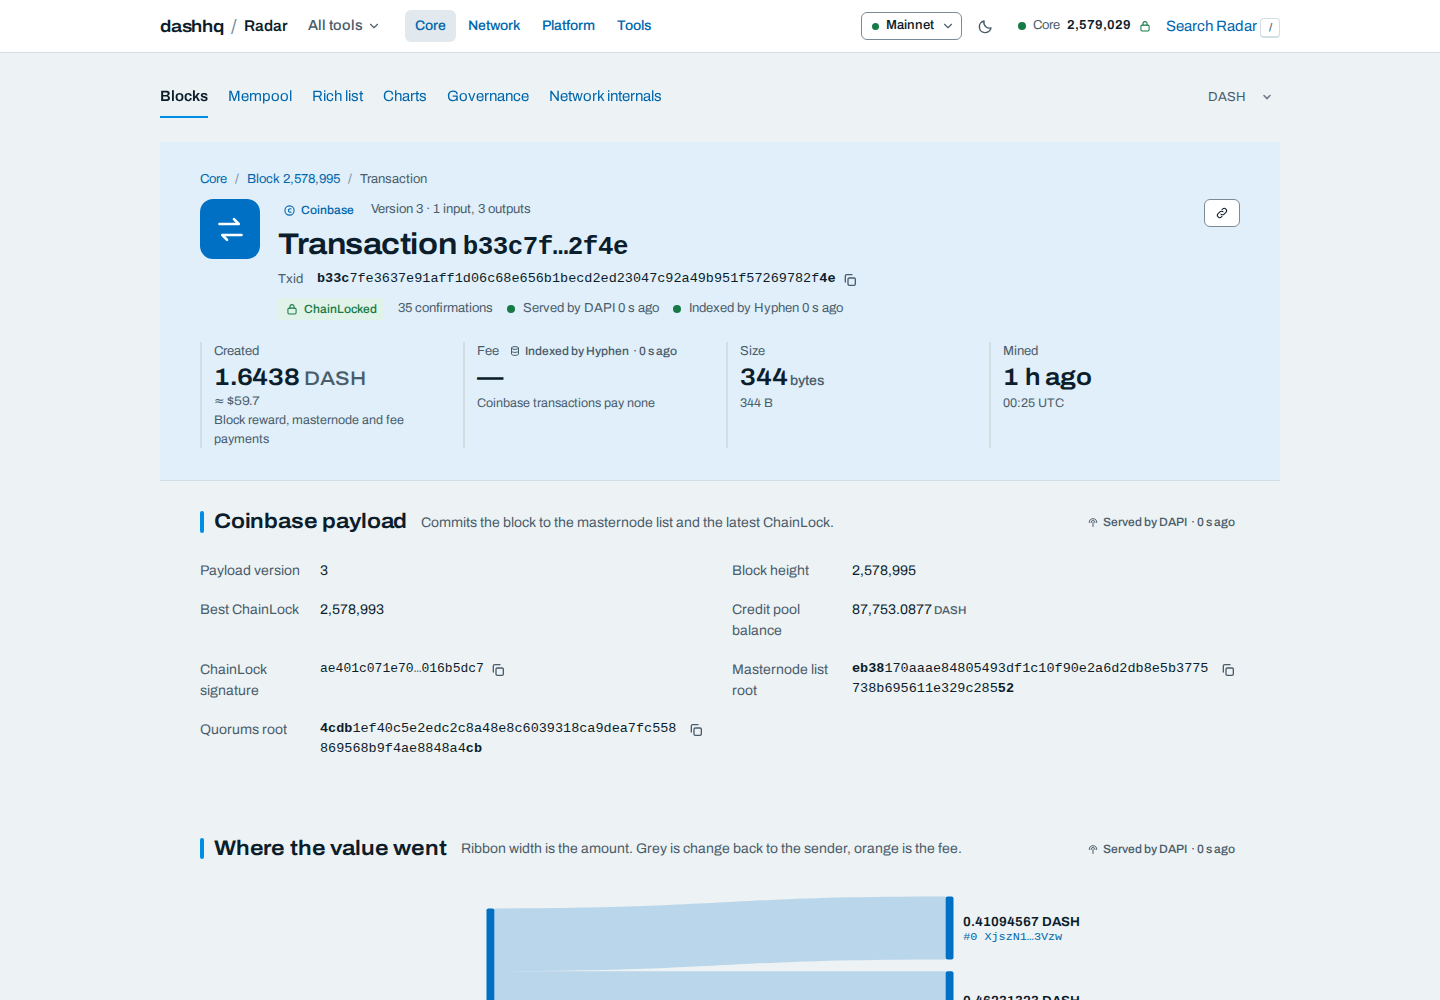 dashhq / Radar All tools Core Network Platform Tools Mainnet Core 2,579,029 Search Radar /
Blocks Mempool Rich list Charts Governance Network internals DASH
Core / Block 2,578,995 / Transaction
Coinbase Version 3 · 1 input, 3 outputs
Transaction b33c7f…2f4e
Txid b33c7fe3637e91aff1d06c68e656b1becd2ed23047c92a49b951f57269782f4e
ChainLocked 35 confirmations Served by DAPI 0 s ago Indexed by Hyphen 0 s ago
Created
1.6438 DASH
≈ $59.7
Block reward, masternode and fee
payments
Fee Indexed by Hyphen · 0 s ago
—
Coinbase transactions pay none
Size
344 bytes
344 B
Mined
1 h ago
00:25 UTC
Coinbase payload Commits the block to the masternode list and the latest ChainLock. Served by DAPI · 0 s ago
Payload version 3
Block height 2,578,995
Best ChainLock 2,578,993
Credit pool balance 87,753.0877 DASH
ChainLock signature ae401c071e70…016b5dc7
Masternode list root eb38170aaae84805493df1c10f90e2a6d2db8e5b3775
738b695611e329c28552
Quorums root 4cdb1ef40c5e2edc2c8a48e8c6039318ca9dea7fc558
869568b9f4ae8848a4cb
Where the value went Ribbon width is the amount. Grey is change back to the sender, orange is the fee. Served by DAPI · 0 s ago
0.41094567 DASH
#0 XjszN1…3Vzw